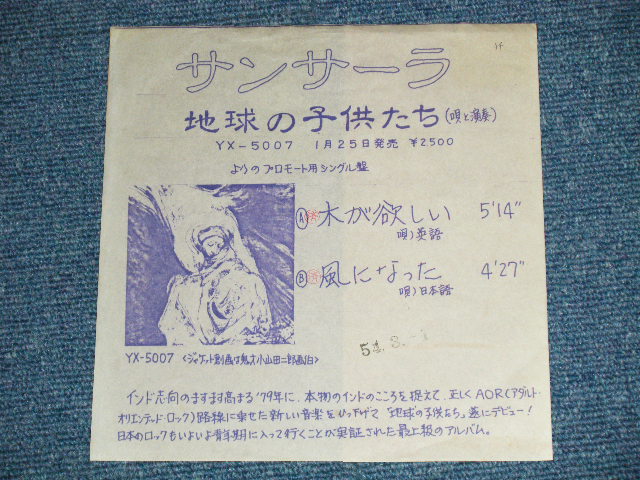 サンサーラ
地球の子供たち(唄と演奏)
YX-5007 1月25日発売 ¥2,500
よりのプロモート用シングル盤
Ⓐ 木が欲しい 5'14"
唄)英語
Ⓑ 風になった 4'27"
唄)日本語
54.3.
YX-5007 <ジャケット制画は鬼才小山田二郎画伯>
インド志向のますます高まる'79年に、本物のインドのこころを捉えて、正しくAOR(アダルト・
オリエンテッド・ロック)路線に乗せた新しい音楽をひっ下げて「地球の子供たち」遂にデビュー!
日本のロックもいよいよ青年期に入って行くことが実証された最上級のアルバム。